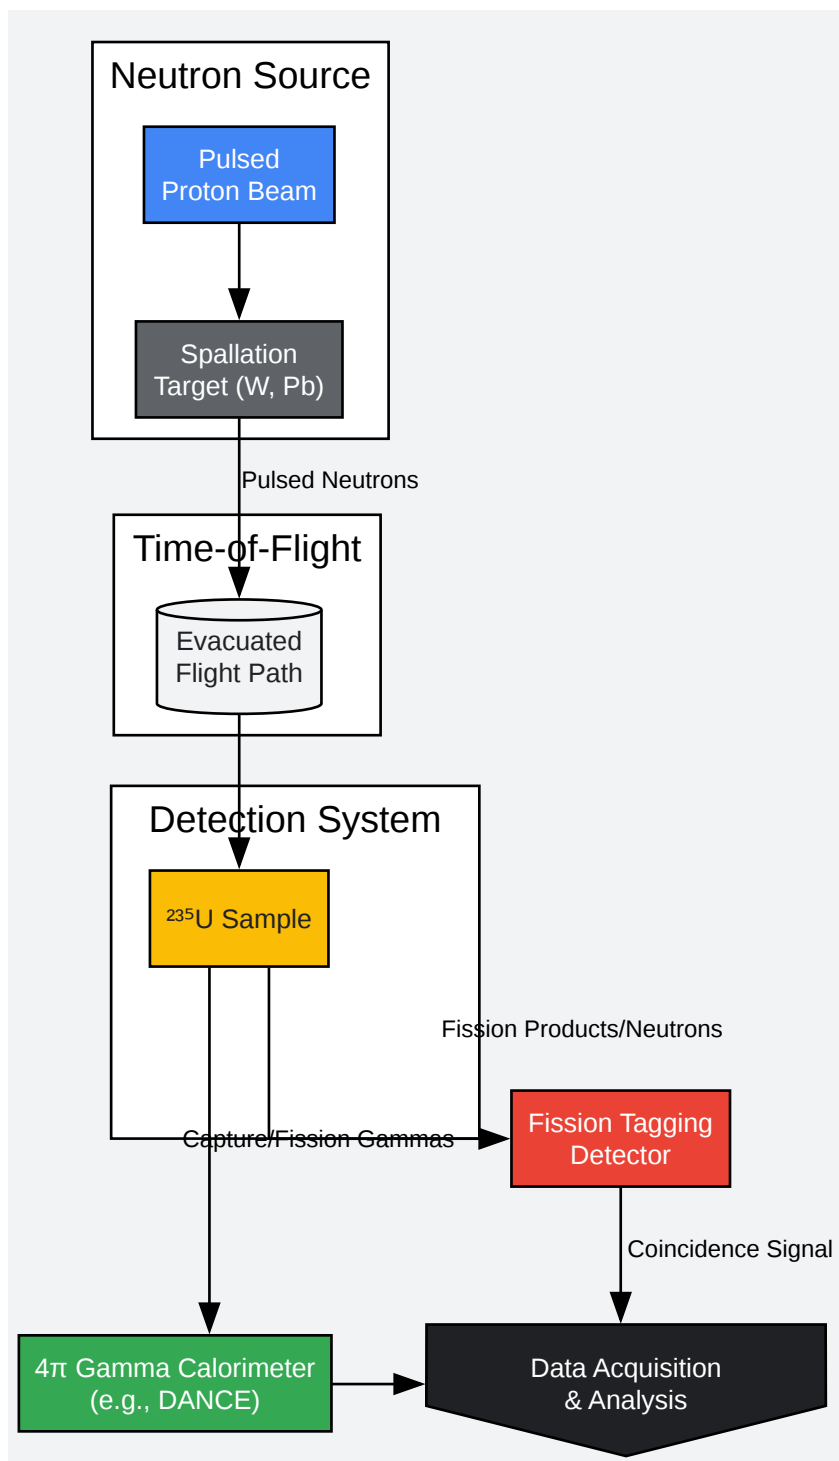 Neutron Source
Pulsed
Proton Beam
Spallation
Target (W, Pb)
Pulsed Neutrons
Time-of-Flight
Evacuated
Flight Path
Detection System
²³⁵U Sample
Fission Products/Neutrons
Capture/Fission Gammas
Fission Tagging
Detector
Coincidence Signal
4π Gamma Calorimeter
(e.g., DANCE)
Data Acquisition
& Analysis